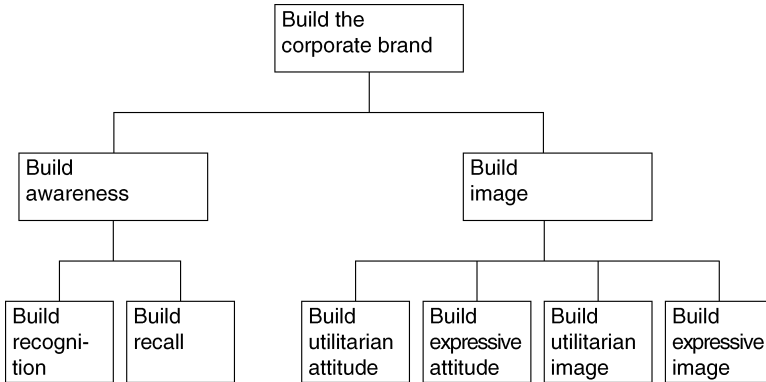 Build the
corporate brand
Build
awareness
Build
image
Build
recogni-
tion
Build
recall
Build
utilitarian
attitude
Build
expressive
attitude
Build
utilitarian
image
Build
expressive
image